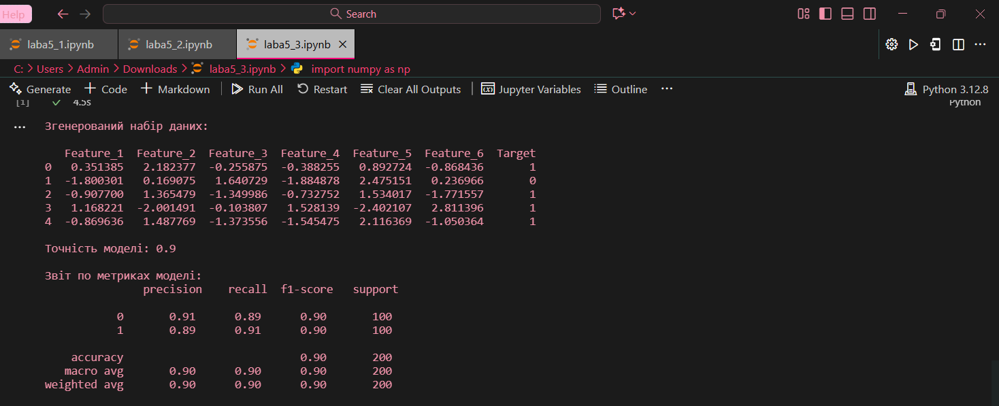 Help Search
laba5_1.ipynb laba5_2.ipynb laba5_3.ipynb
C: > Users > Admin > Downloads > laba5_3.ipynb > import numpy as np
Generate + Code + Markdown Run All Restart Clear All Outputs Jupyter Variables Outline ... Python 3.12.8
[1] ✓ 4.5s Python
... Згенерований набір даних:
Feature_1 Feature_2 Feature_3 Feature_4 Feature_5 Feature_6 Target
0 0.351385 2.182377 -0.255875 -0.388255 0.892724 -0.868436 1
1 -1.800301 0.169075 1.640729 -1.884878 2.475151 0.236966 0
2 -0.907700 1.365479 -1.349986 -0.732752 1.534017 -1.771557 1
3 1.168221 -2.001491 -0.103807 1.528139 -2.402107 2.811396 1
4 -0.869636 1.487769 -1.373556 -1.545475 2.116369 -1.050364 1
Точність моделі: 0.9
Звіт по метриках моделі:
precision recall f1-score support
0 0.91 0.89 0.90 100
1 0.89 0.91 0.90 100
accuracy 0.90 200
macro avg 0.90 0.90 0.90 200
weighted avg 0.90 0.90 0.90 200